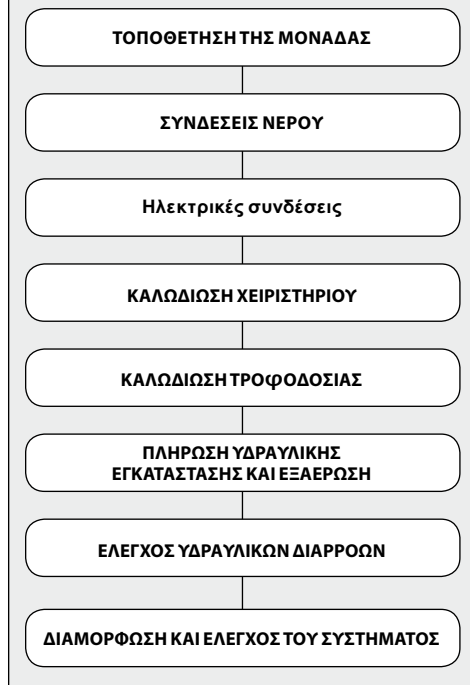 ΤΟΠΟΘΕΤΗΣΗ ΤΗΣ ΜΟΝΑΔΑΣ
ΣΥΝΔΕΣΕΙΣ ΝΕΡΟΥ
Ηλεκτρικές συνδέσεις
ΚΑΛΩΔΙΩΣΗ ΧΕΙΡΙΣΤΗΡΙΟΥ
ΚΑΛΩΔΙΩΣΗ ΤΡΟφΟΔΟΣΙΑΣ
ΠΛΗΡΩΣΗ ΥΔΡΑΥΛΙΚΗΣ
ΕΓΚΑΤΑΣΤΑΣΗΣ ΚΑΙ ΕΞΑΕΡΩΣΗ
ΕΛΕΓΧΟΣ ΥΔΡΑΥΛΙΚΩΝ ΔΙΑΡΡΟΩΝ
ΔΙΑΜΟΡΦΩΣΗ ΚΑΙ ΕΛΕΓΧΟΣ ΤΟΥ ΣΥΣΤΗΜΑΤΟΣ